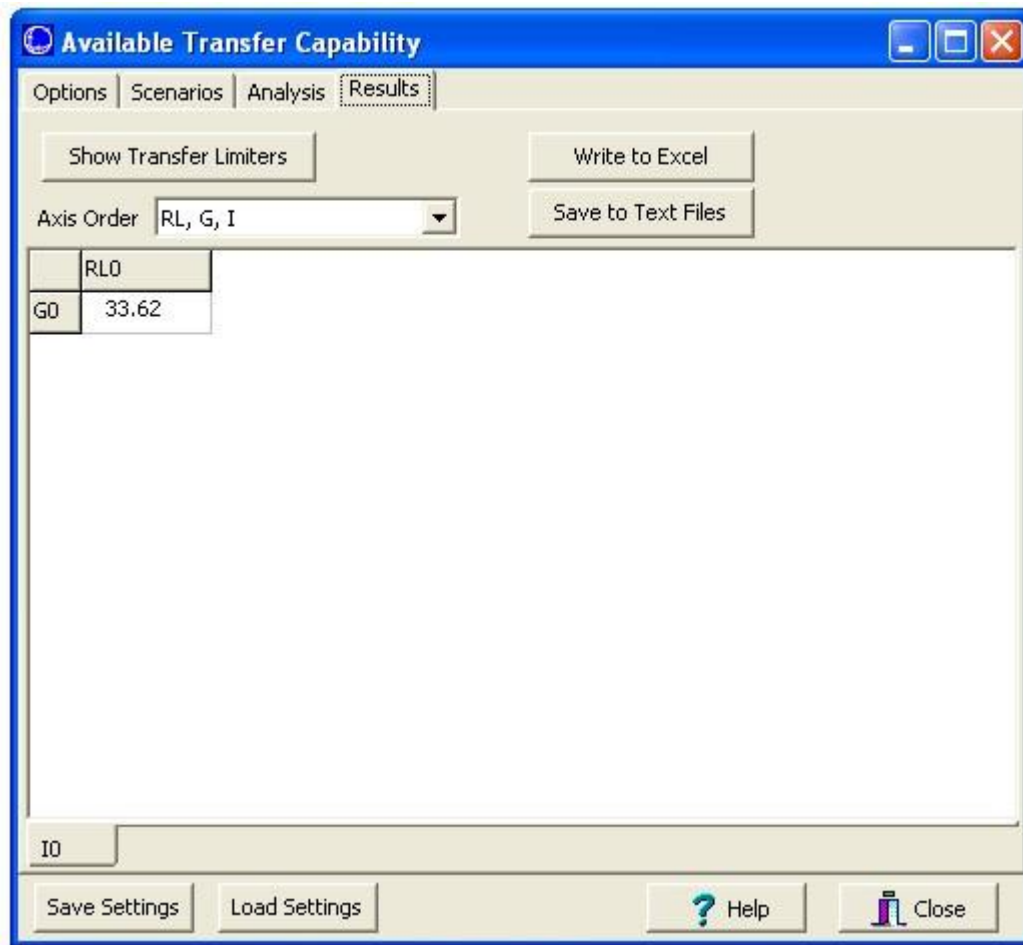 Available Transfer Capability
Options Scenarios Analysis Results
Show Transfer Limiters Write to Excel
Axis Order RL, G, I Save to Text Files
RL0
G0 33.62
I0
Save Settings Load Settings ? Help Close